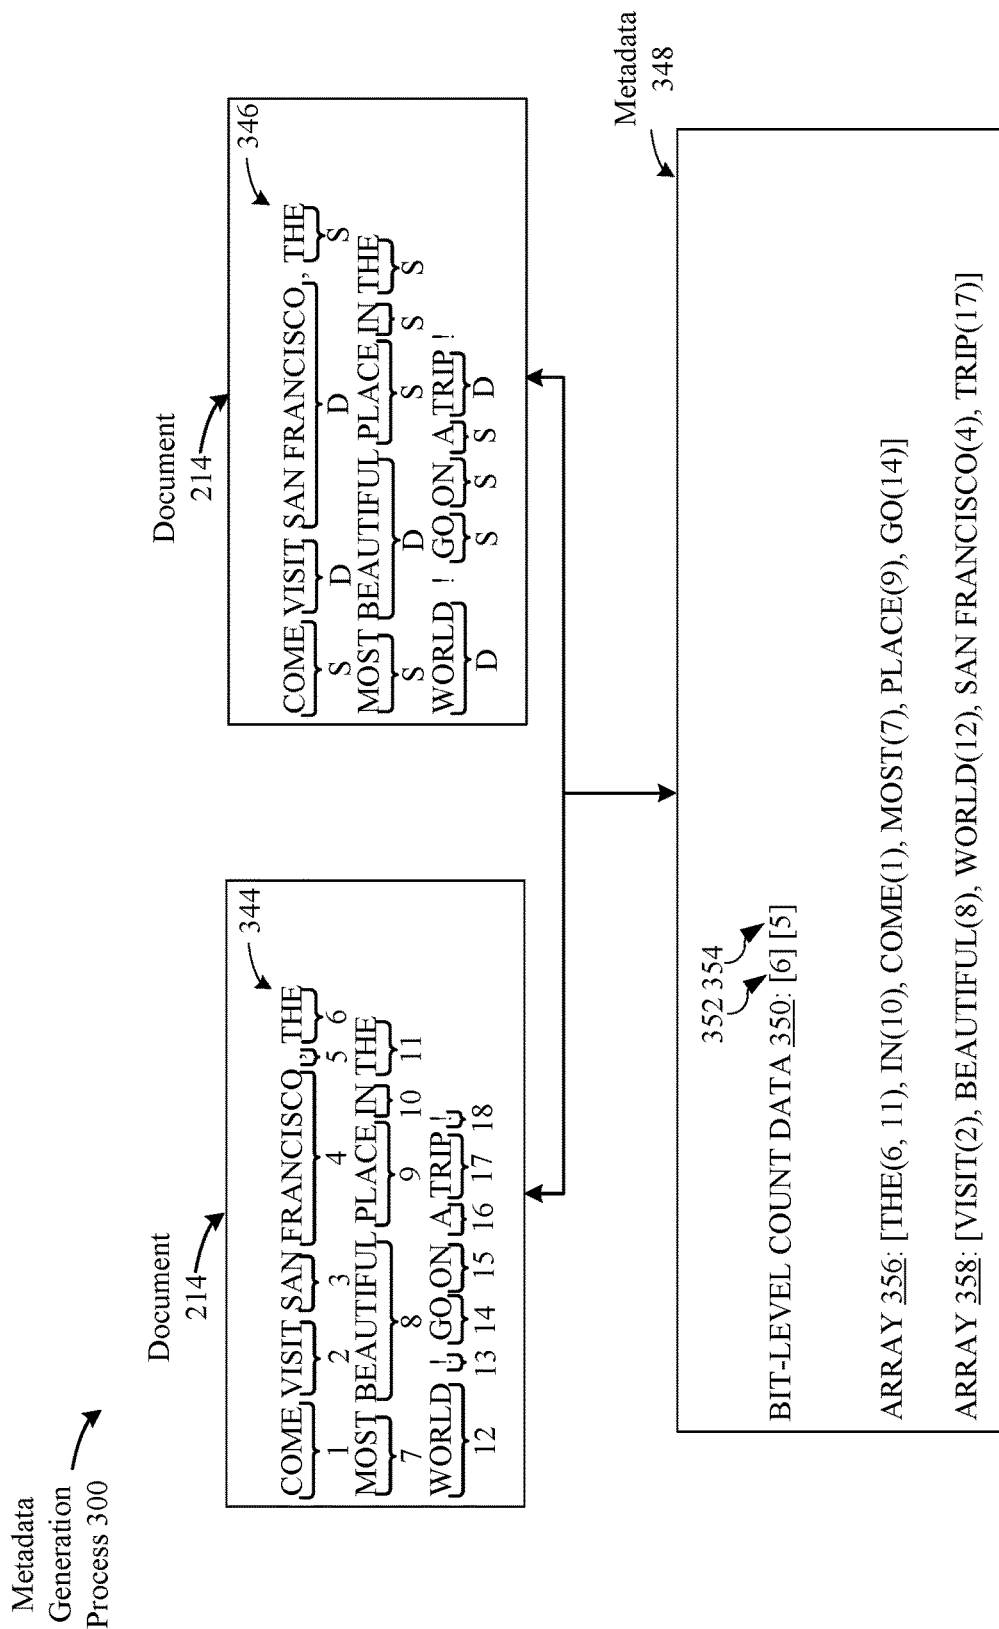 Metadata
Generation
Process 300
Document
214
344
COME VISIT SAN FRANCISCO, THE
1 2 3 4 5 6
MOST BEAUTIFUL PLACE IN THE
7 8 9 10 11
WORLD ! GO ON A TRIP!
12 13 14 15 16 17 18
Document
214
346
COME VISIT SAN FRANCISCO, THE
S D D S
MOST BEAUTIFUL PLACE IN THE
S D S S S
WORLD ! GO ON A TRIP !
D S S S D
Metadata
348
352 354
BIT-LEVEL COUNT DATA 350: [6] [5]
ARRAY 356: [THE(6, 11), IN(10), COME(1), MOST(7), PLACE(9), GO(14)]
ARRAY 358: [VISIT(2), BEAUTIFUL(8), WORLD(12), SAN FRANCISCO(4), TRIP(17)]